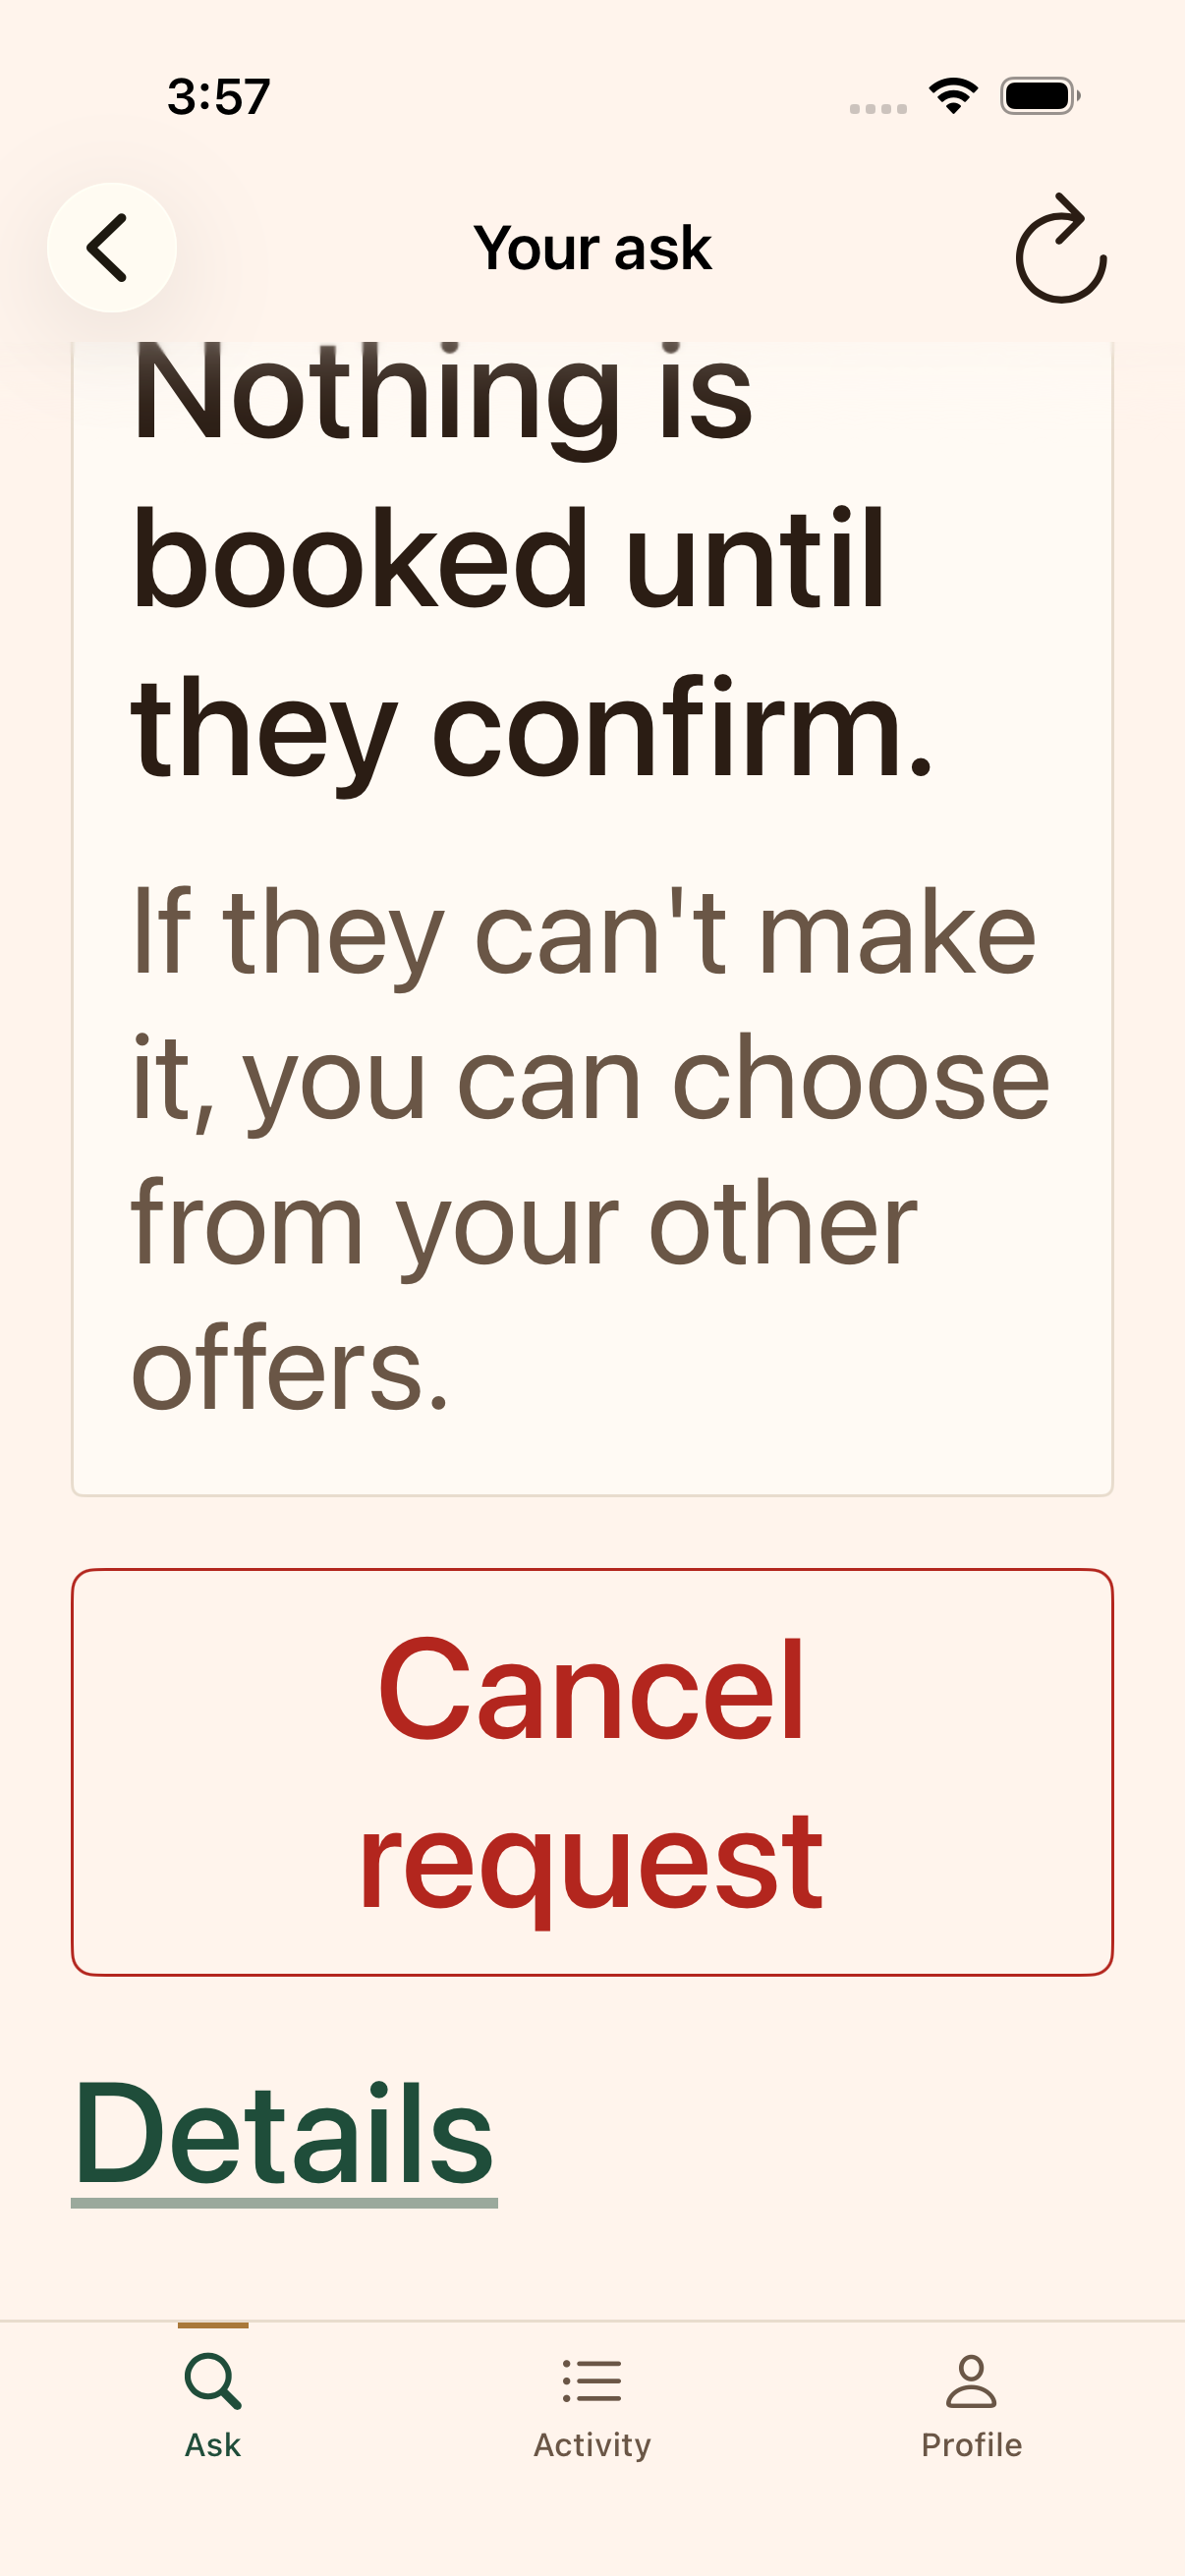 3:57
Your ask
Nothing is
booked until
they confirm.
If they can't make
it, you can choose
from your other
offers.
Cancel
request
Details
Ask
Activity
Profile